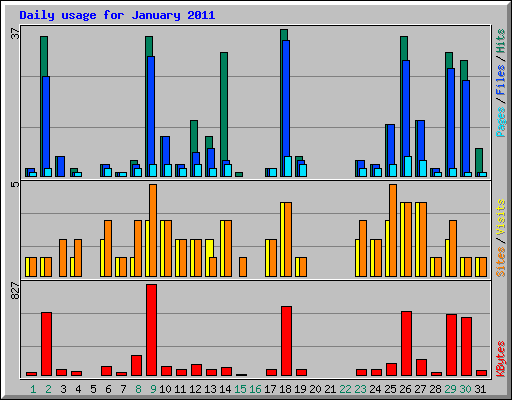 Daily usage for January 2011
37
Pages / Files / Hits
5
Sites / Visits
827
KBytes
1 2 3 4 5 6 7 8 9 10 11 12 13 14 15 16 17 18 19 20 21 22 23 24 25 26 27 28 29 30 31